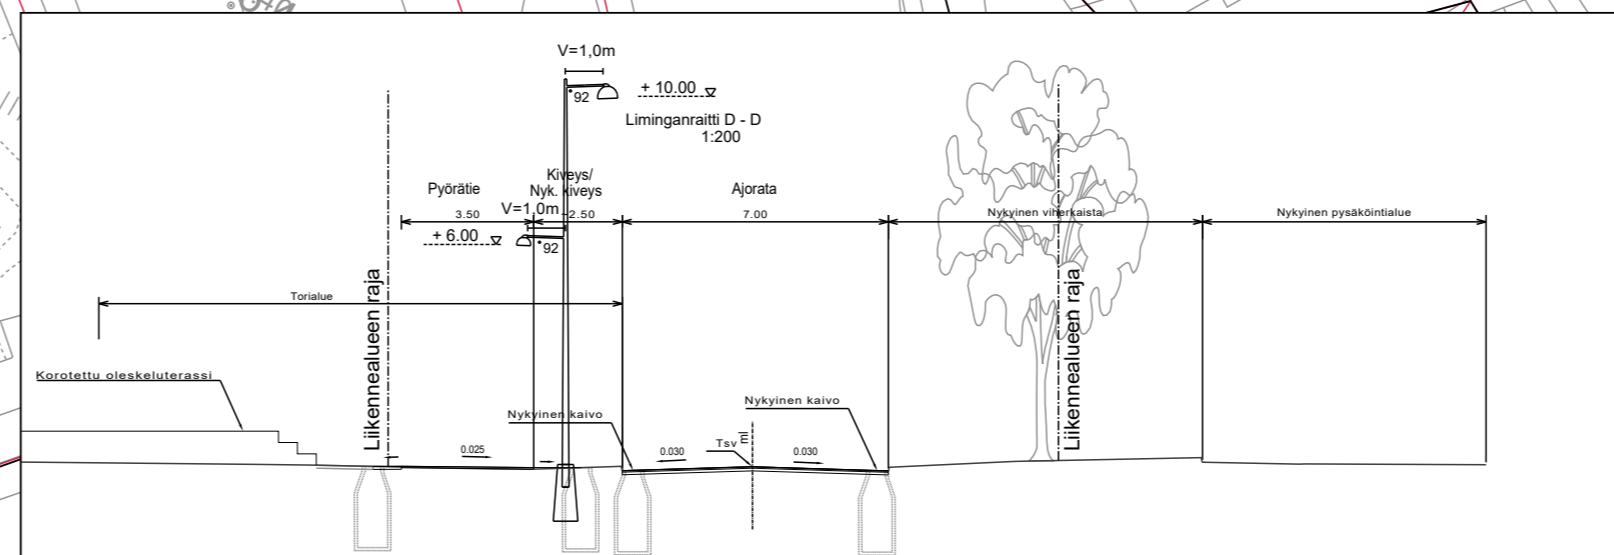 V=1,0m
92
+ 10.00
Liminganraitti D - D
1:200
Kiveys/
Nyk. kiveys
Pyörätie
Ajorata
V=1,0m
3.50
2.50
7.00
Nykyinen viherkaista
Nykyinen pysäköintialue
+ 6.00
92
Torialue
Liikennealueen raja
Liikennealueen raja
Korotettu oleskeluterassi
Nykyinen kaivo
Nykyinen kaivo
Tsv
ml
0.025
0.030
0.030